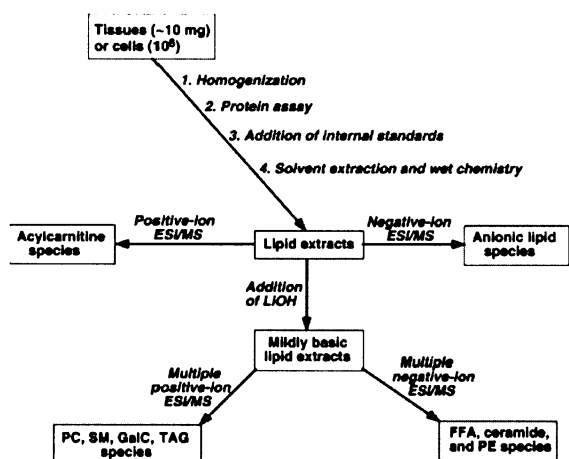 Tissues (~10 mg)
or cells (10⁶)
1. Homogenization
2. Protein assay
3. Addition of internal standards
4. Solvent extraction and wet chemistry
Positive-ion
ESI/MS
Negative-ion
ESI/MS
Acylcarnitine
species
Lipid extracts
Anionic lipid
species
Addition
of LiOH
Mildly basic
lipid extracts
Multiple
positive-ion
ESI/MS
Multiple
negative-ion
ESI/MS
PC, SM, GalC, TAG
species
FFA, ceramide,
and PE species